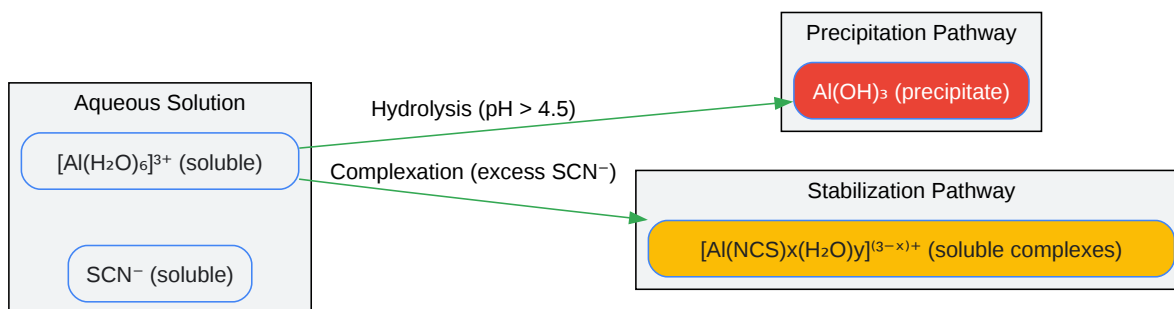 Precipitation Pathway
Al(OH)₃ (precipitate)
Aqueous Solution
Hydrolysis (pH > 4.5)
[Al(H₂O)₆]³⁺ (soluble)
Complexation (excess SCN⁻)
Stabilization Pathway
[Al(NCS)x(H₂O)y]⁽³⁻ˣ⁾⁺ (soluble complexes)
SCN⁻ (soluble)